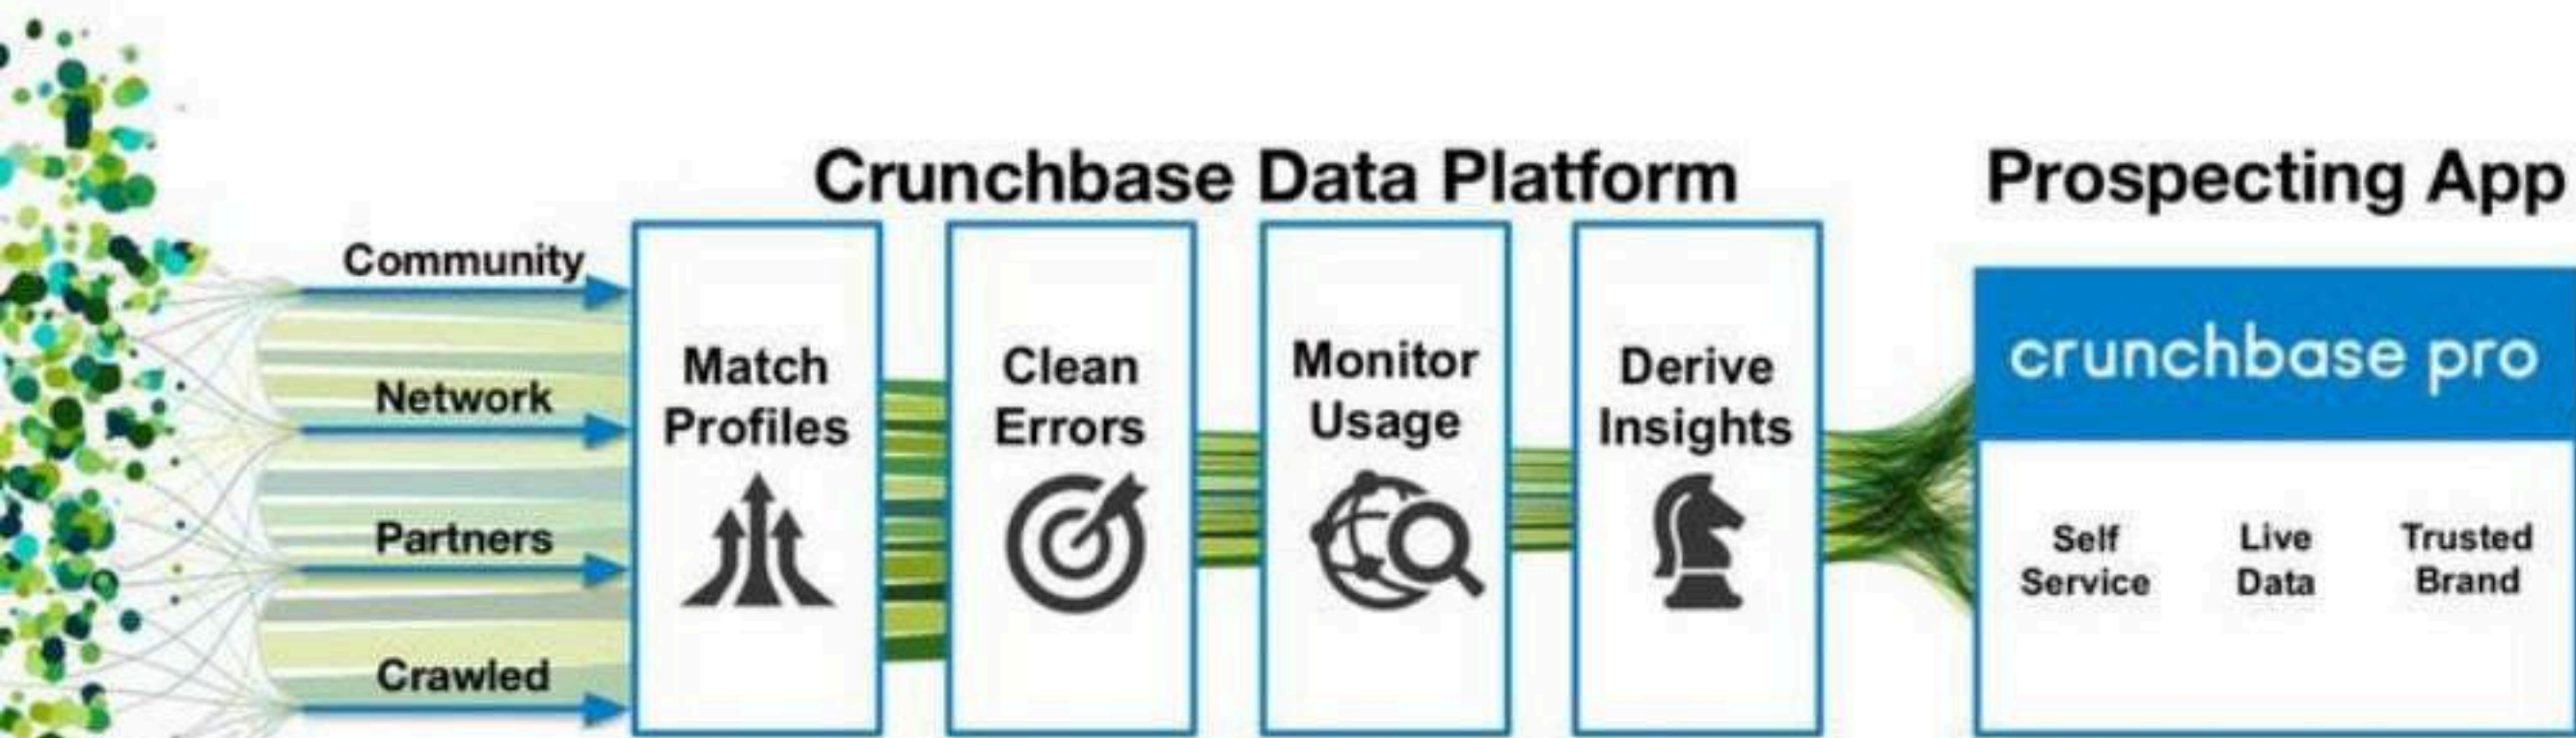 Crunchbase Data Platform
Prospecting App
Community
Network
Partners
Crawled
Match
Profiles
Clean
Errors
Monitor
Usage
Derive
Insights
crunchbase pro
Self
Service
Live
Data
Trusted
Brand